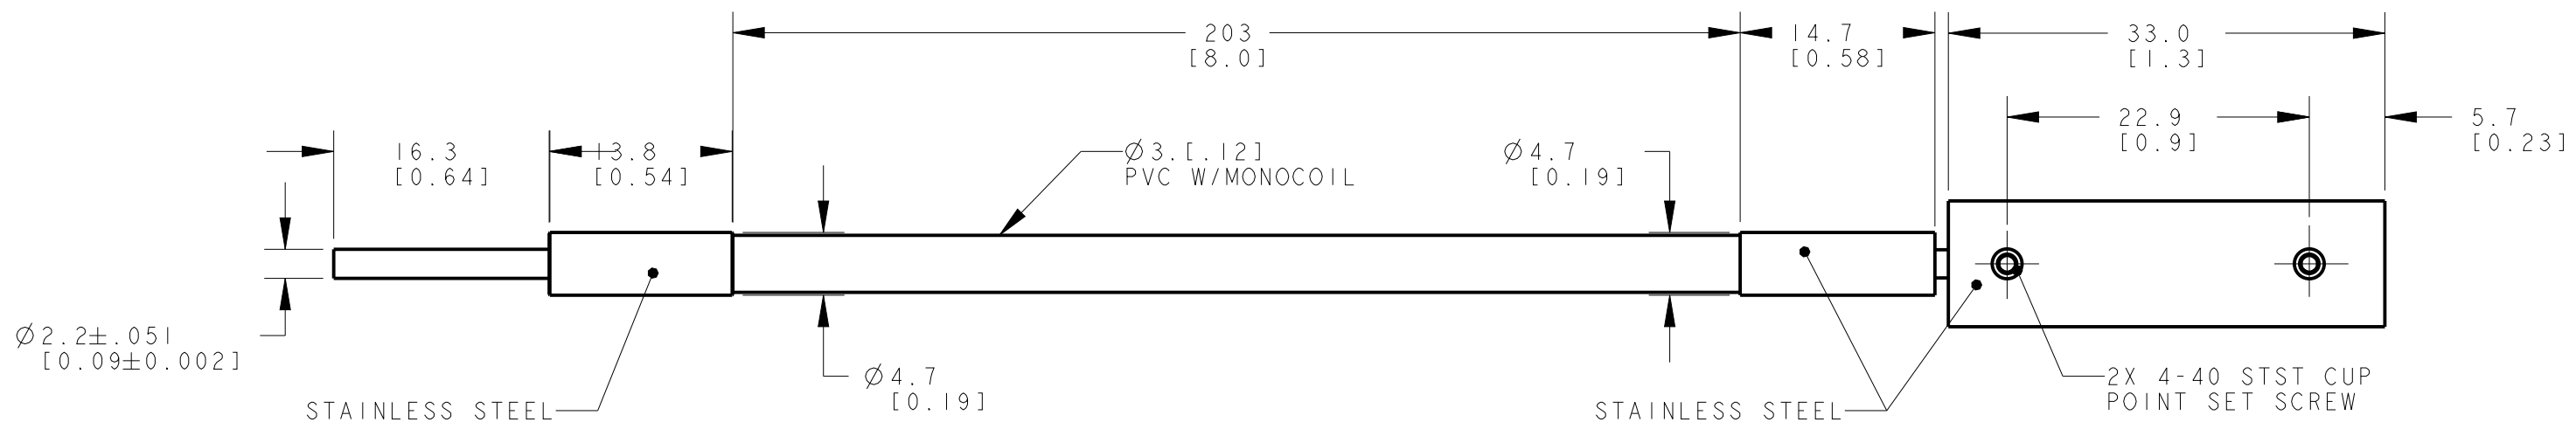 203
[8.0]
14.7
[0.58]
33.0
[1.3]
22.9
[0.9]
5.7
[0.23]
16.3
[0.64]
13.8
[0.54]
Ø3.[.12]
PVC W/MONOCOIL
Ø4.7
[0.19]
Ø2.2±.051
[0.09±0.002]
Ø4.7
[0.19]
STAINLESS STEEL
STAINLESS STEEL
2X 4-40 STST CUP
POINT SET SCREW